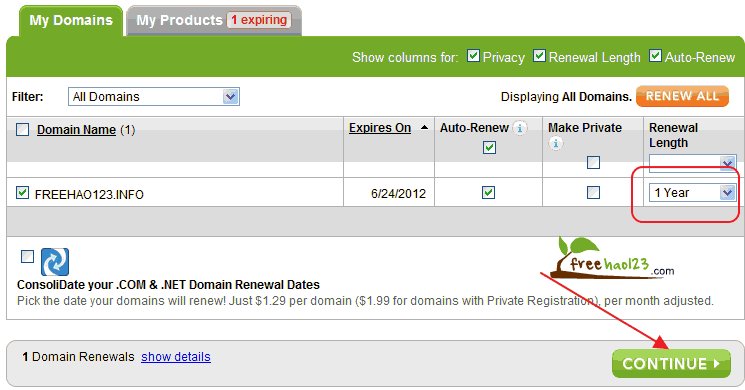 My Domains My Products 1 expiring
Show columns for: Privacy Renewal Length Auto-Renew
Filter: All Domains Displaying All Domains. RENEW ALL
Domain Name (1) Expires On Auto-Renew i Make Private i Renewal Length
FREEHAO123.INFO 6/24/2012 1 Year
freehao123.com
ConsoliDate your .COM & .NET Domain Renewal Dates
Pick the date your domains will renew! Just $1.29 per domain ($1.99 for domains with Private Registration), per month adjusted.
1 Domain Renewals show details CONTINUE